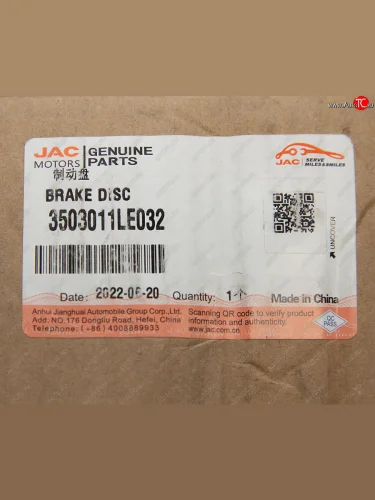 JAC MOTORS
GENUINE PARTS
制动盘
JAC
SERVE MILES&SMILES
BRAKE DISC
3503011LE032
UNCOVER
Date: 2022-05-20
Quantity:
Made in China
Anhui Jianghuai Automobile Group Corp., Ltd.
Add: NO,176 Dongliu Road, Hefei, China
Telephone: (+86) 4008889933
Scanning QR code to verify product
information and authenticity.
www.jac.com.cn
QC
PASS